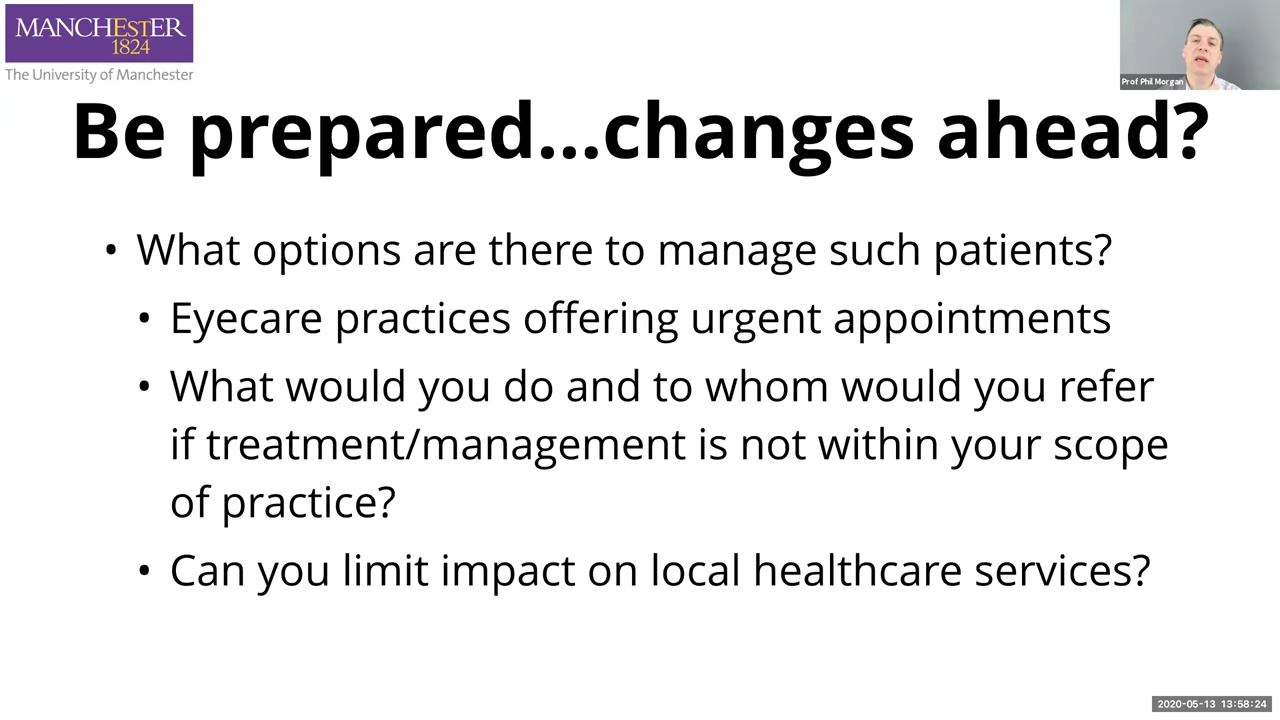 MANCHESTER
1824
The University of Manchester
Prof Phil Morgan
Be prepared...changes ahead?
• What options are there to manage such patients?
• Eyecare practices offering urgent appointments
• What would you do and to whom would you refer
if treatment/management is not within your scope
of practice?
• Can you limit impact on local healthcare services?
2020-05-13 13:58:24